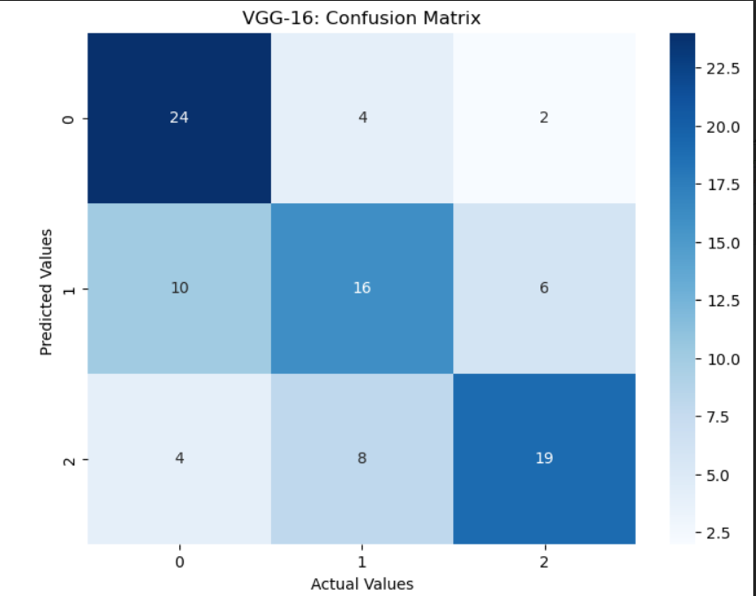 VGG-16: Confusion Matrix
Predicted Values
0
24 4 2
1
10 16 6
2
4 8 19
0 1 2
Actual Values
22.5
20.0
17.5
15.0
12.5
10.0
7.5
5.0
2.5